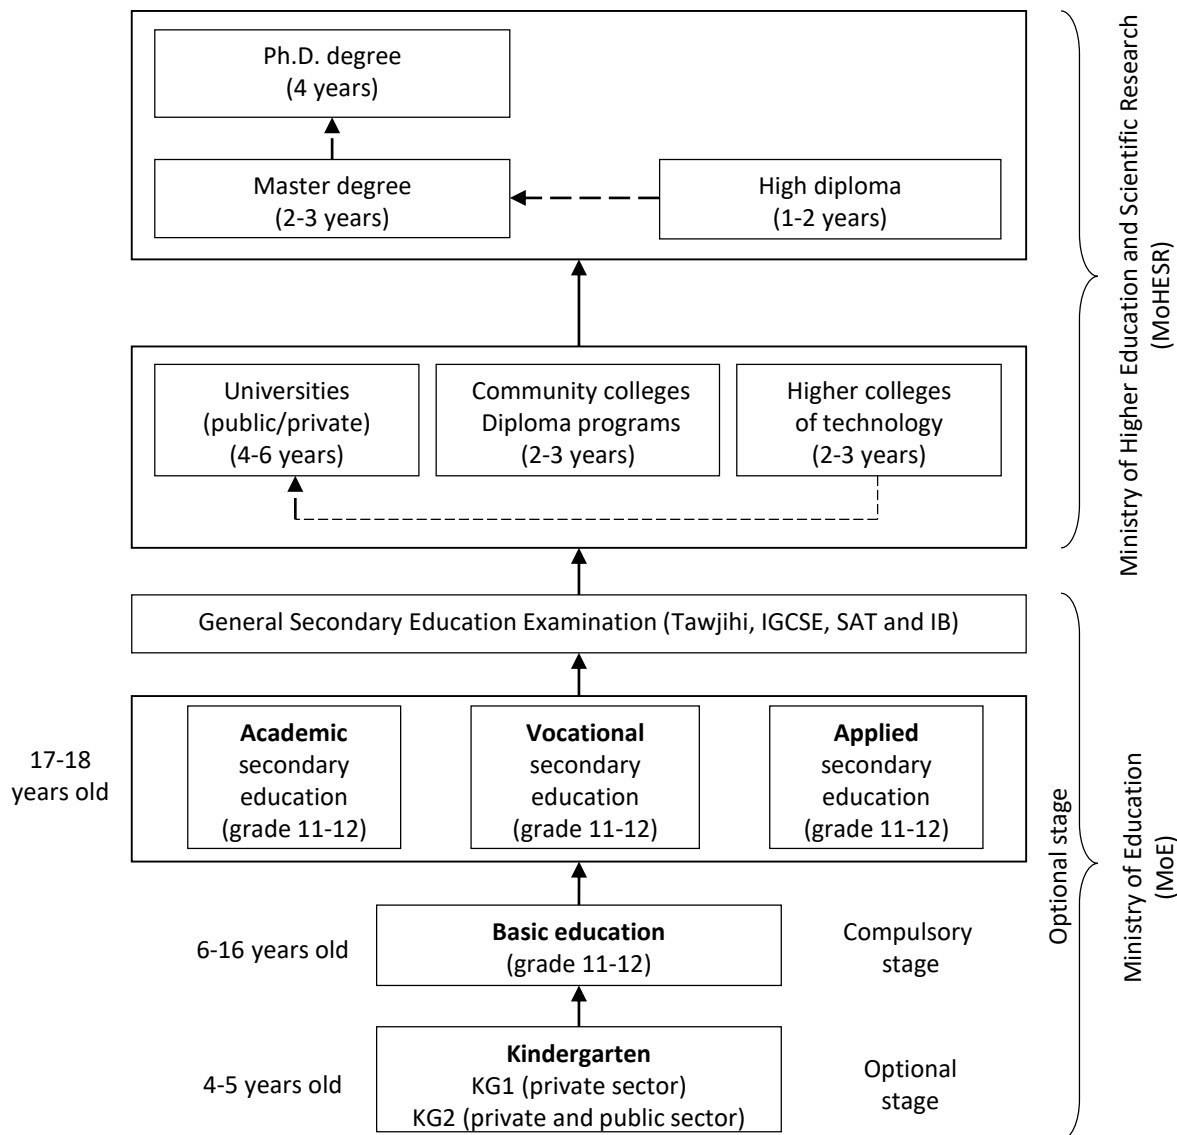 Ph.D. degree
(4 years)
Master degree
(2-3 years)
High diploma
(1-2 years)
Ministry of Higher Education and Scientific Research
(MoHESR)
Universities
(public/private)
(4-6 years)
Community colleges
Diploma programs
(2-3 years)
Higher colleges
of technology
(2-3 years)
General Secondary Education Examination (Tawjihi, IGCSE, SAT and IB)
17-18
years old
Academic
secondary
education
(grade 11-12)
Vocational
secondary
education
(grade 11-12)
Applied
secondary
education
(grade 11-12)
Optional stage
Ministry of Education
(MoE)
6-16 years old
Basic education
(grade 11-12)
Compulsory
stage
4-5 years old
Kindergarten
KG1 (private sector)
KG2 (private and public sector)
Optional
stage